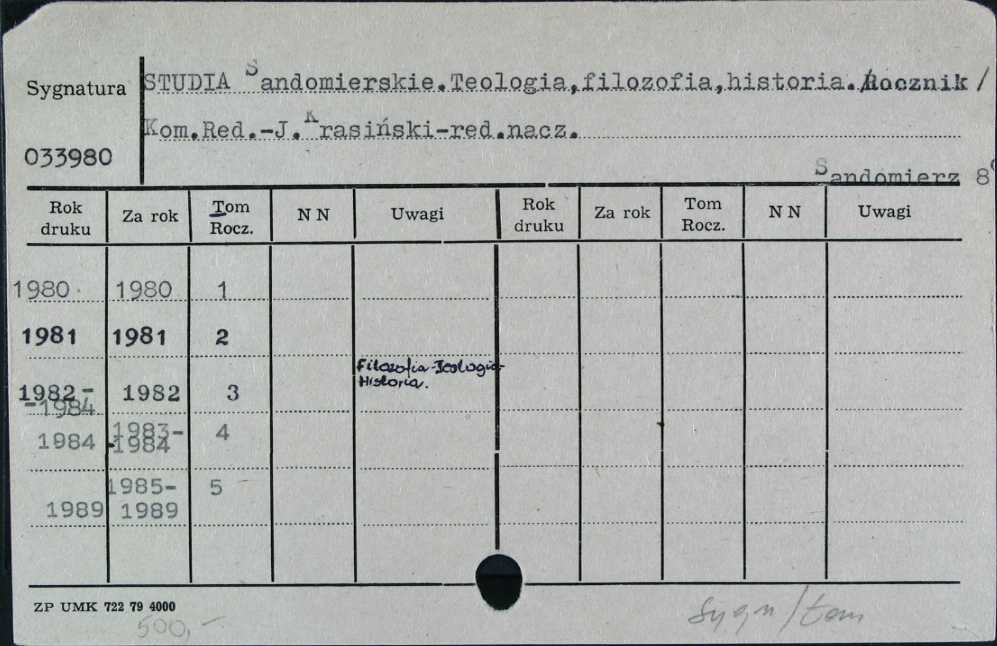 Sygnatura STUDIA Sandomierskie.Teologia,filozofia,historia./Rocznik/
Kom.Red.-J.Krasiński-red.nacz.
033980
Sandomierz 8°
Rok druku Za rok Tom Rocz. N N Uwagi Rok druku Za rok Tom Rocz. N N Uwagi
1980 1980 1
1981 1981 2
Filozofia-Teologia-
Historia.
1982- 1982 3
-1984
1984 1983-1984 4
1985- 5
1989 1989
ZP UMK 722 79 4000
500,-
Sygn/tom